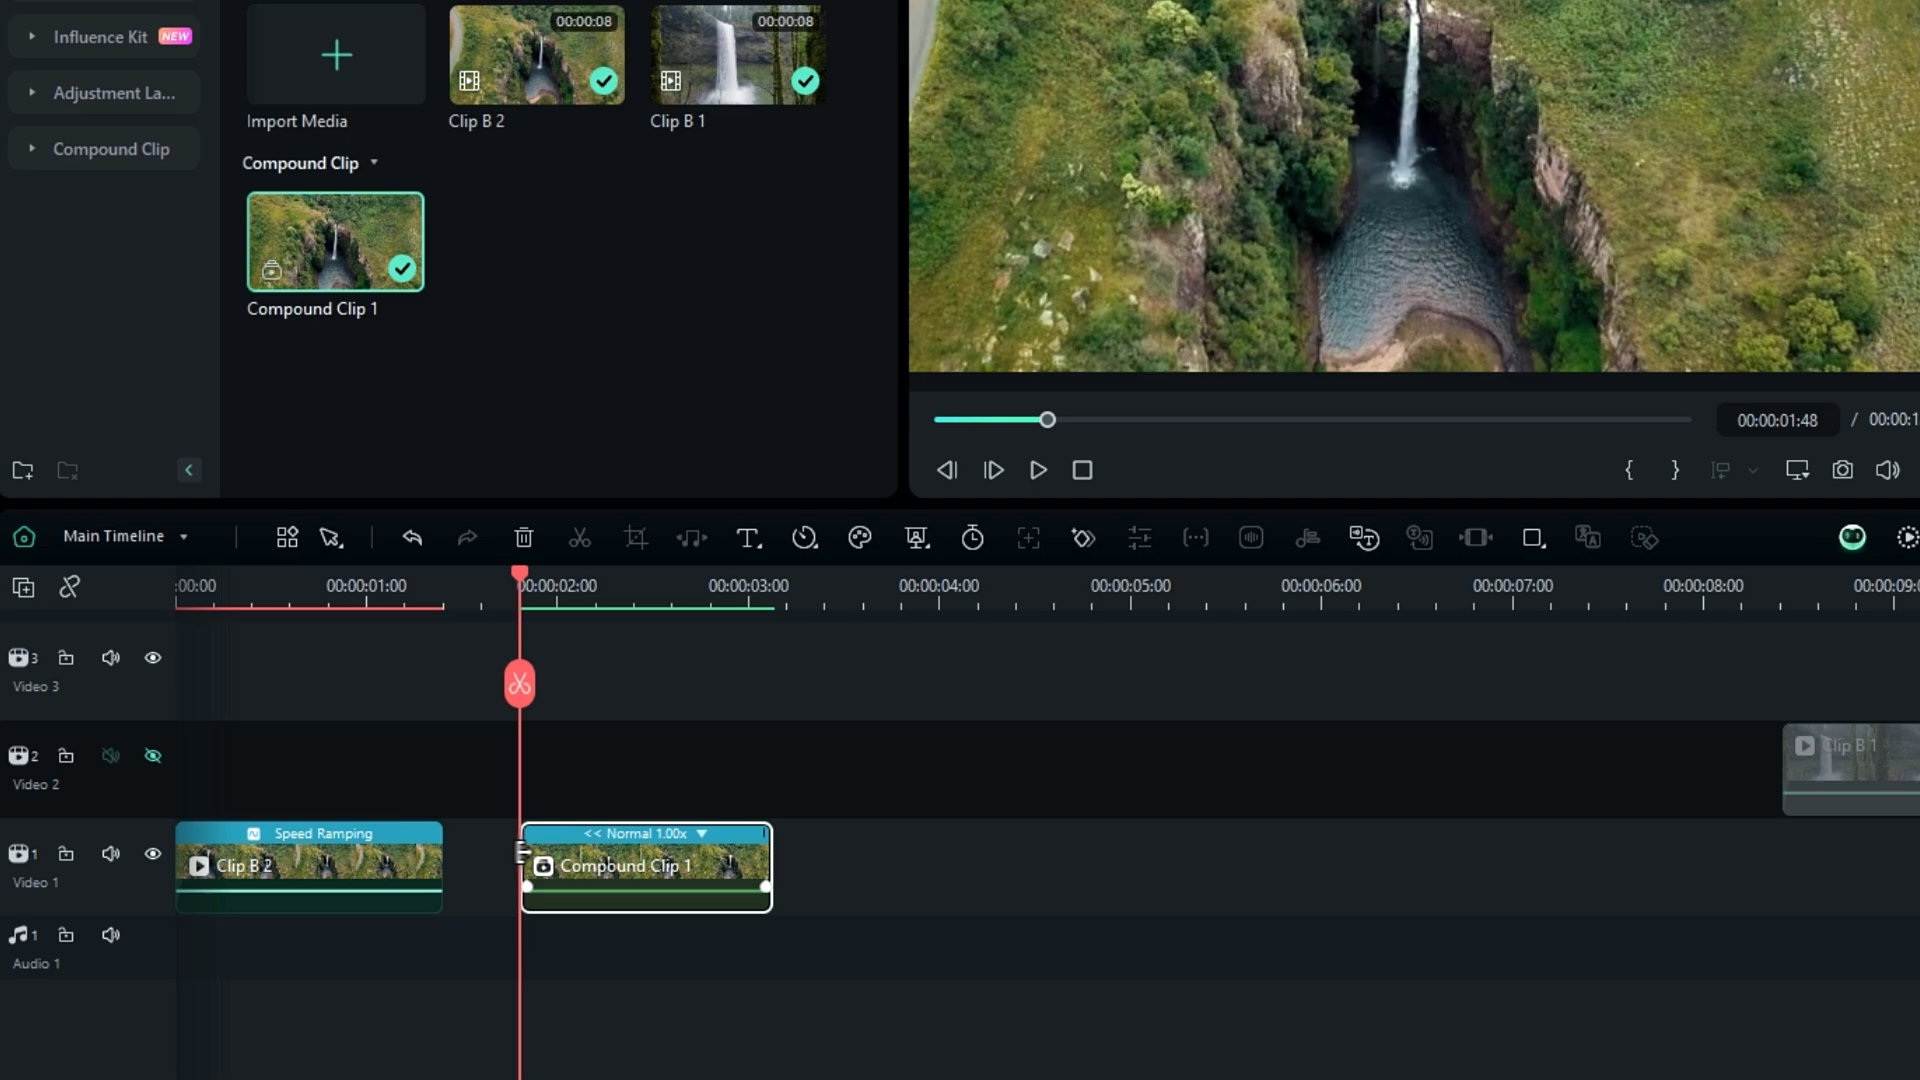 Influence Kit NEW
Adjustment La...
Compound Clip
Import Media
00:00:08
Clip B 2
00:00:08
Clip B 1
Compound Clip
Compound Clip 1
00:00:01:48 / 00:00:1
Main Timeline
:00:00 00:00:01:00 00:00:02:00 00:00:03:00 00:00:04:00 00:00:05:00 00:00:06:00 00:00:07:00 00:00:08:00 00:00:09:0
3
Video 3
2
Video 2
Clip B 1
1
Video 1
Speed Ramping
Clip B 2
<< Normal 1.00x
Compound Clip 1
1
Audio 1